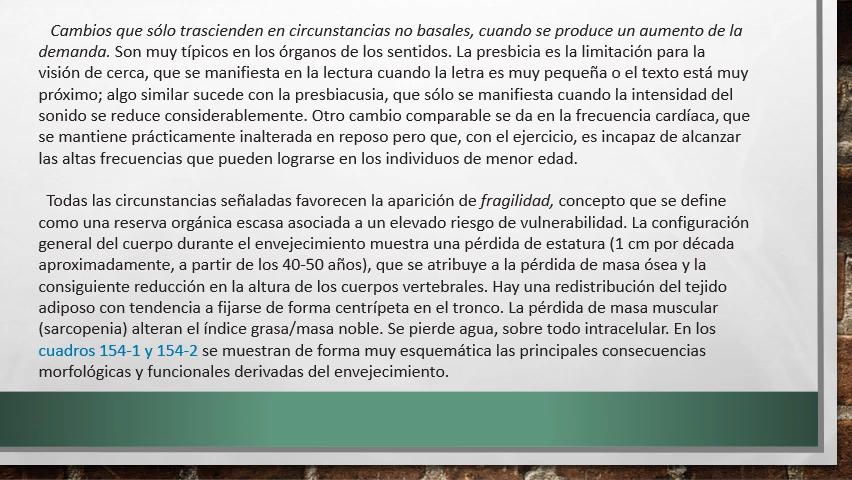 Cambios que sólo trascienden en circunstancias no basales, cuando se produce un aumento de la
demanda. Son muy típicos en los órganos de los sentidos. La presbicia es la limitación para la
visión de cerca, que se manifiesta en la lectura cuando la letra es muy pequeña o el texto está muy
próximo; algo similar sucede con la presbiacusia, que sólo se manifiesta cuando la intensidad del
sonido se reduce considerablemente. Otro cambio comparable se da en la frecuencia cardíaca, que
se mantiene prácticamente inalterada en reposo pero que, con el ejercicio, es incapaz de alcanzar
las altas frecuencias que pueden lograrse en los individuos de menor edad.
Todas las circunstancias señaladas favorecen la aparición de fragilidad, concepto que se define
como una reserva orgánica escasa asociada a un elevado riesgo de vulnerabilidad. La configuración
general del cuerpo durante el envejecimiento muestra una pérdida de estatura (1 cm por década
aproximadamente, a partir de los 40-50 años), que se atribuye a la pérdida de masa ósea y la
consiguiente reducción en la altura de los cuerpos vertebrales. Hay una redistribución del tejido
adiposo con tendencia a fijarse de forma centrípeta en el tronco. La pérdida de masa muscular
(sarcopenia) alteran el índice grasa/masa noble. Se pierde agua, sobre todo intracelular. En los
cuadros 154-1 y 154-2 se muestran de forma muy esquemática las principales consecuencias
morfológicas y funcionales derivadas del envejecimiento.